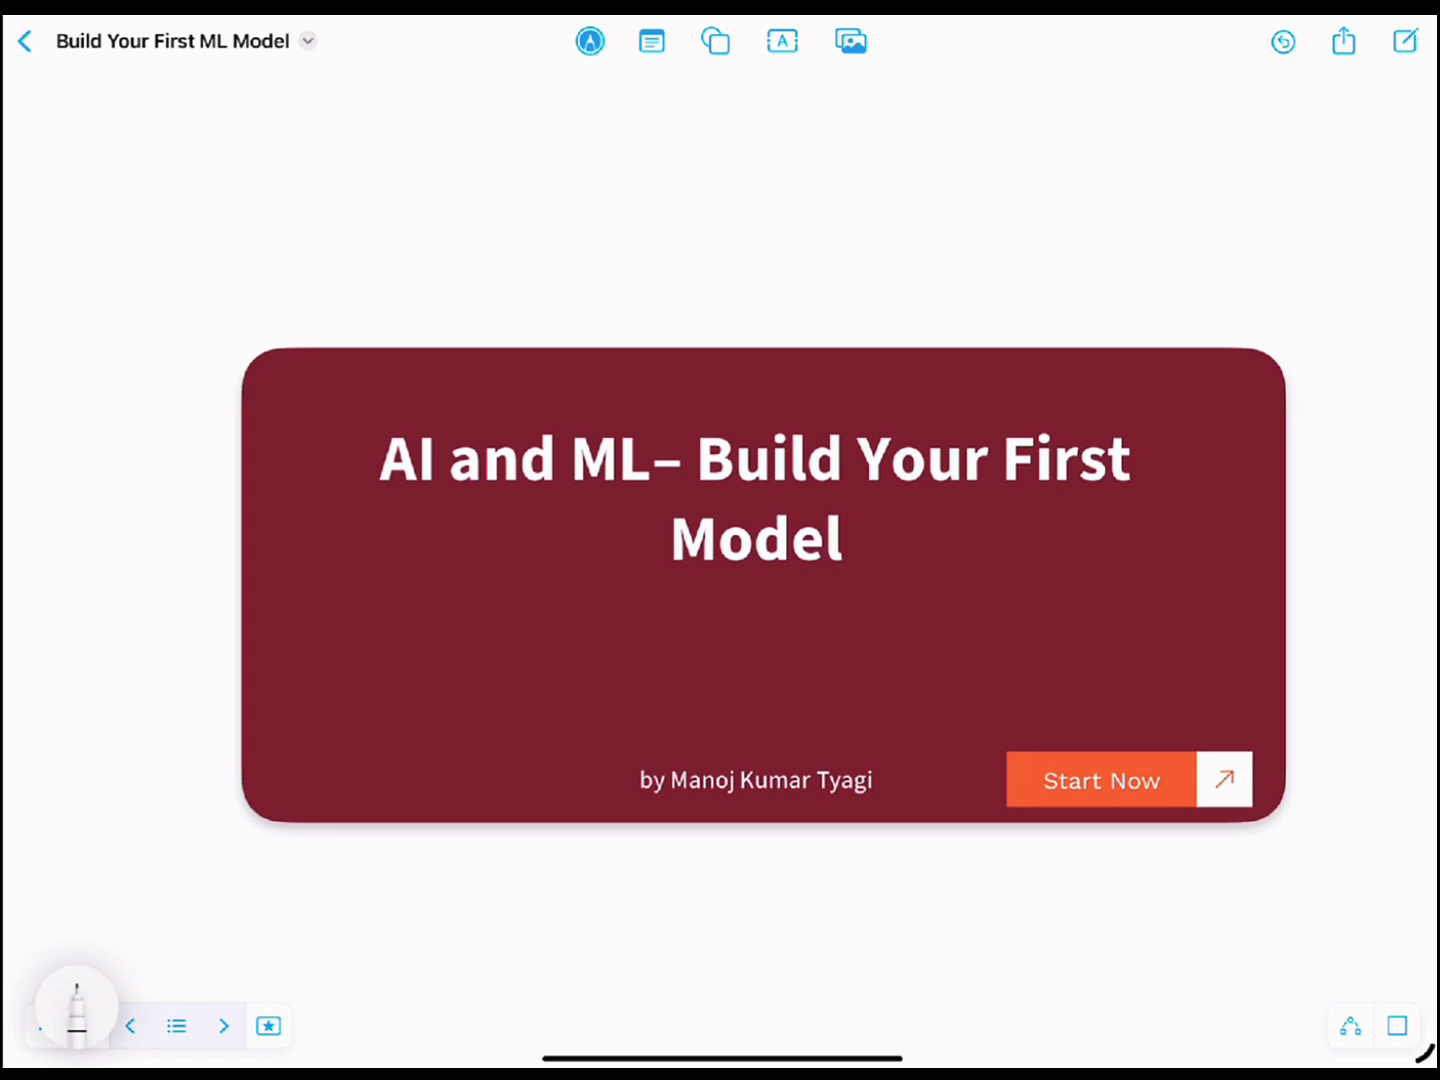 Build Your First ML Model
A
AI and ML– Build Your First
Model
by Manoj Kumar Tyagi
Start Now